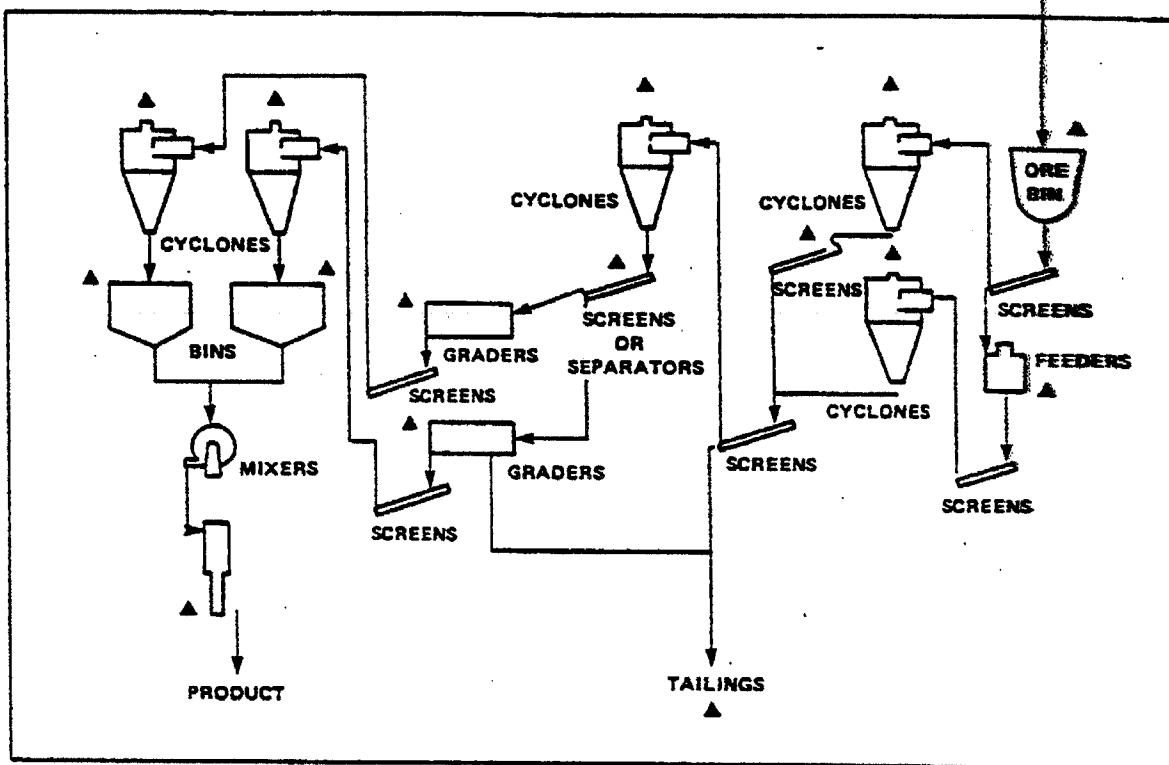 ORE
BIN
CYCLONES
CYCLONES
CYCLONES
SCREENS
SCREENS
SCREENS
OR
SEPARATORS
BINS
GRADERS
FEEDERS
SCREENS
CYCLONES
MIXERS
GRADERS
SCREENS
SCREENS
SCREENS
PRODUCT
TAILINGS